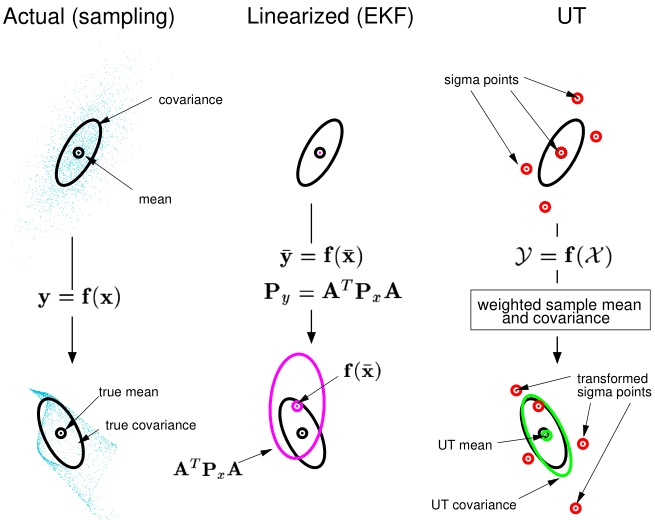 Actual (sampling)
Linearized (EKF)
UT
covariance
mean
sigma points
y = f(x)
ȳ = f(x̄)
P_y = A^T P_x A
𝒴 = f(𝒳)
weighted sample mean
and covariance
true mean
true covariance
f(x̄)
A^T P_x A
transformed
sigma points
UT mean
UT covariance